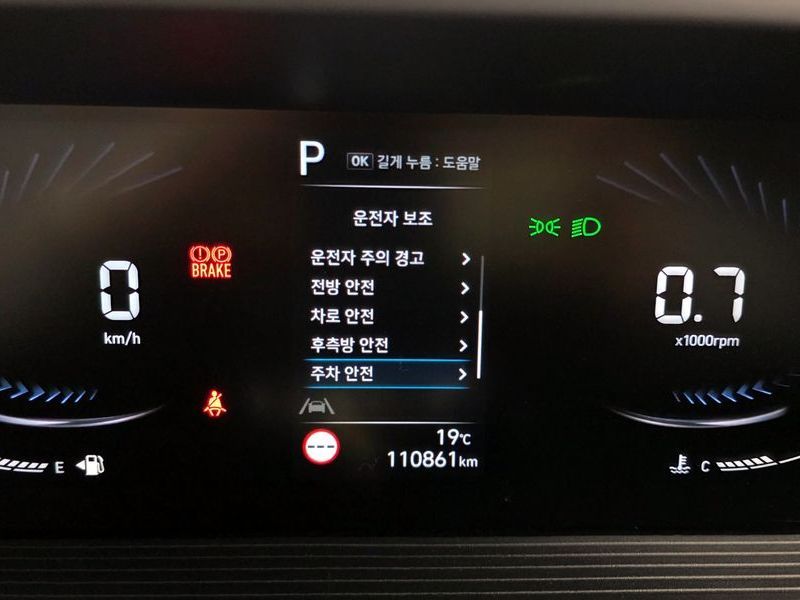 P
OK 길게 누름 : 도움말
운전자 보조
운전자 주의 경고
전방 안전
차로 안전
후측방 안전
주차 안전
BRAKE
0
km/h
0.7
x1000rpm
19℃
110861km
E
C